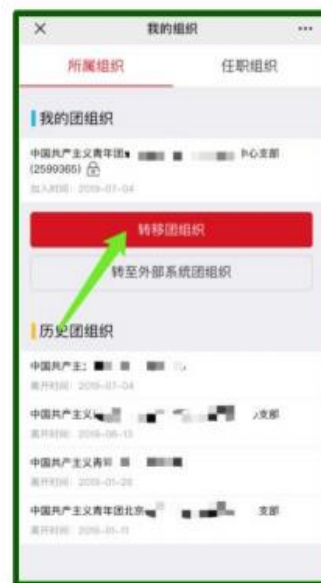 我的组织
所属组织
任职组织
我的团组织
中国共产主义青年团 中心支部
(2599365)
加入时间：2019-07-04
转移团组织
转至外部系统团组织
历史团组织
中国共产主
离开时间：2019-07-04
中国共产主义 支部
离开时间：2019-06-13
中国共产主义青
离开时间：2019-01-28
中国共产主义青年团北京 支部
离开时间：2019-01-11